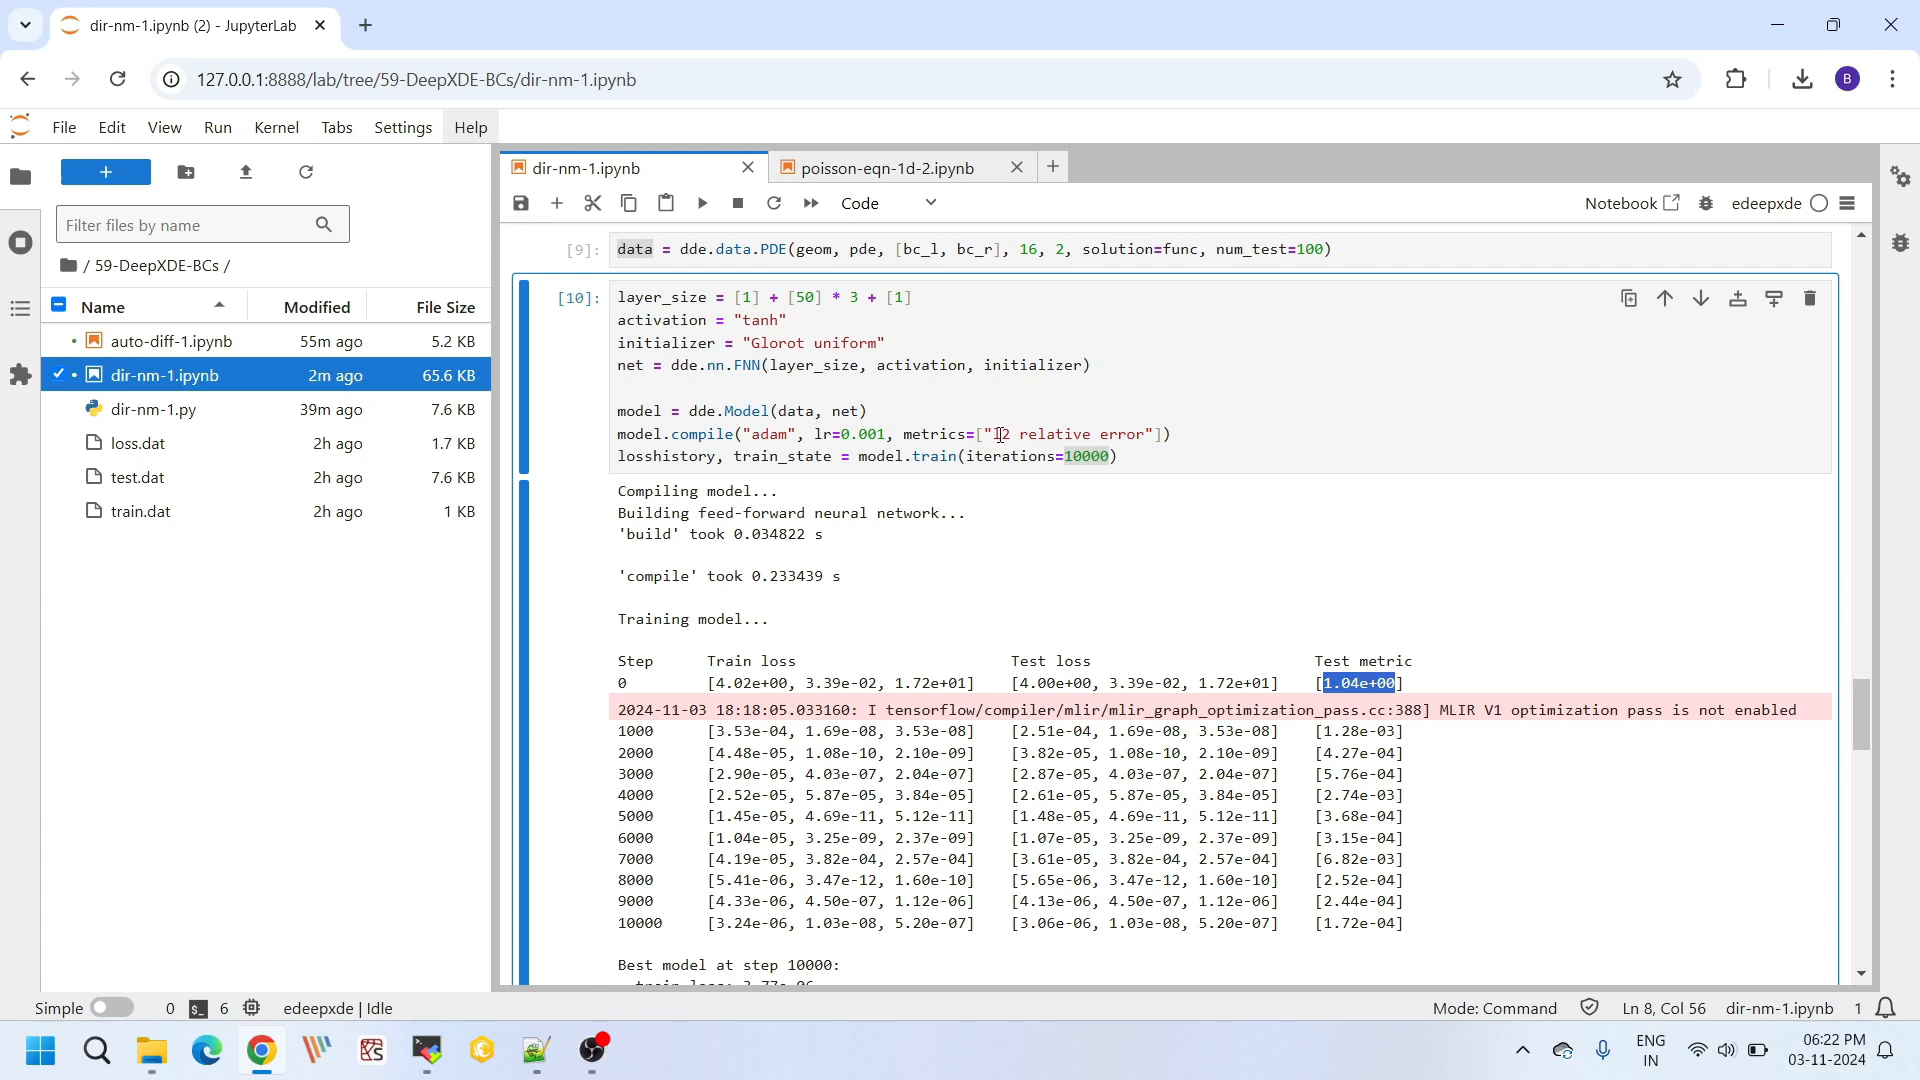 dir-nm-1.ipynb (2) - JupyterLab
127.0.0.1:8888/lab/tree/59-DeepXDE-BCs/dir-nm-1.ipynb
B
File Edit View Run Kernel Tabs Settings Help
Filter files by name
/ 59-DeepXDE-BCs /
Name Modified File Size
auto-diff-1.ipynb 55m ago 5.2 KB
dir-nm-1.ipynb 2m ago 65.6 KB
dir-nm-1.py 39m ago 7.6 KB
loss.dat 2h ago 1.7 KB
test.dat 2h ago 7.6 KB
train.dat 2h ago 1 KB
dir-nm-1.ipynb poisson-eqn-1d-2.ipynb
Code Notebook edeepxde
[9]: data = dde.data.PDE(geom, pde, [bc_l, bc_r], 16, 2, solution=func, num_test=100)
[10]: layer_size = [1] + [50] * 3 + [1]
activation = "tanh"
initializer = "Glorot uniform"
net = dde.nn.FNN(layer_size, activation, initializer)
model = dde.Model(data, net)
model.compile("adam", lr=0.001, metrics=["l2 relative error"])
losshistory, train_state = model.train(iterations=10000)
Compiling model...
Building feed-forward neural network...
'build' took 0.034822 s
'compile' took 0.233439 s
Training model...
Step Train loss Test loss Test metric
0 [4.02e+00, 3.39e-02, 1.72e+01] [4.00e+00, 3.39e-02, 1.72e+01] [1.04e+00]
2024-11-03 18:18:05.033160: I tensorflow/compiler/mlir/mlir_graph_optimization_pass.cc:388] MLIR V1 optimization pass is not enabled
1000 [3.53e-04, 1.69e-08, 3.53e-08] [2.51e-04, 1.69e-08, 3.53e-08] [1.28e-03]
2000 [4.48e-05, 1.08e-10, 2.10e-09] [3.82e-05, 1.08e-10, 2.10e-09] [4.27e-04]
3000 [2.90e-05, 4.03e-07, 2.04e-07] [2.87e-05, 4.03e-07, 2.04e-07] [5.76e-04]
4000 [2.52e-05, 5.87e-05, 3.84e-05] [2.61e-05, 5.87e-05, 3.84e-05] [2.74e-03]
5000 [1.45e-05, 4.69e-11, 5.12e-11] [1.48e-05, 4.69e-11, 5.12e-11] [3.68e-04]
6000 [1.04e-05, 3.25e-09, 2.37e-09] [1.07e-05, 3.25e-09, 2.37e-09] [3.15e-04]
7000 [4.19e-05, 3.82e-04, 2.57e-04] [3.61e-05, 3.82e-04, 2.57e-04] [6.82e-03]
8000 [5.41e-06, 3.47e-12, 1.60e-10] [5.65e-06, 3.47e-12, 1.60e-10] [2.52e-04]
9000 [4.33e-06, 4.50e-07, 1.12e-06] [4.13e-06, 4.50e-07, 1.12e-06] [2.44e-04]
10000 [3.24e-06, 1.03e-08, 5.20e-07] [3.06e-06, 1.03e-08, 5.20e-07] [1.72e-04]
Best model at step 10000:
Simple 0 6 edeepxde | Idle Mode: Command Ln 8, Col 56 dir-nm-1.ipynb 1
ENG
IN
06:22 PM
03-11-2024